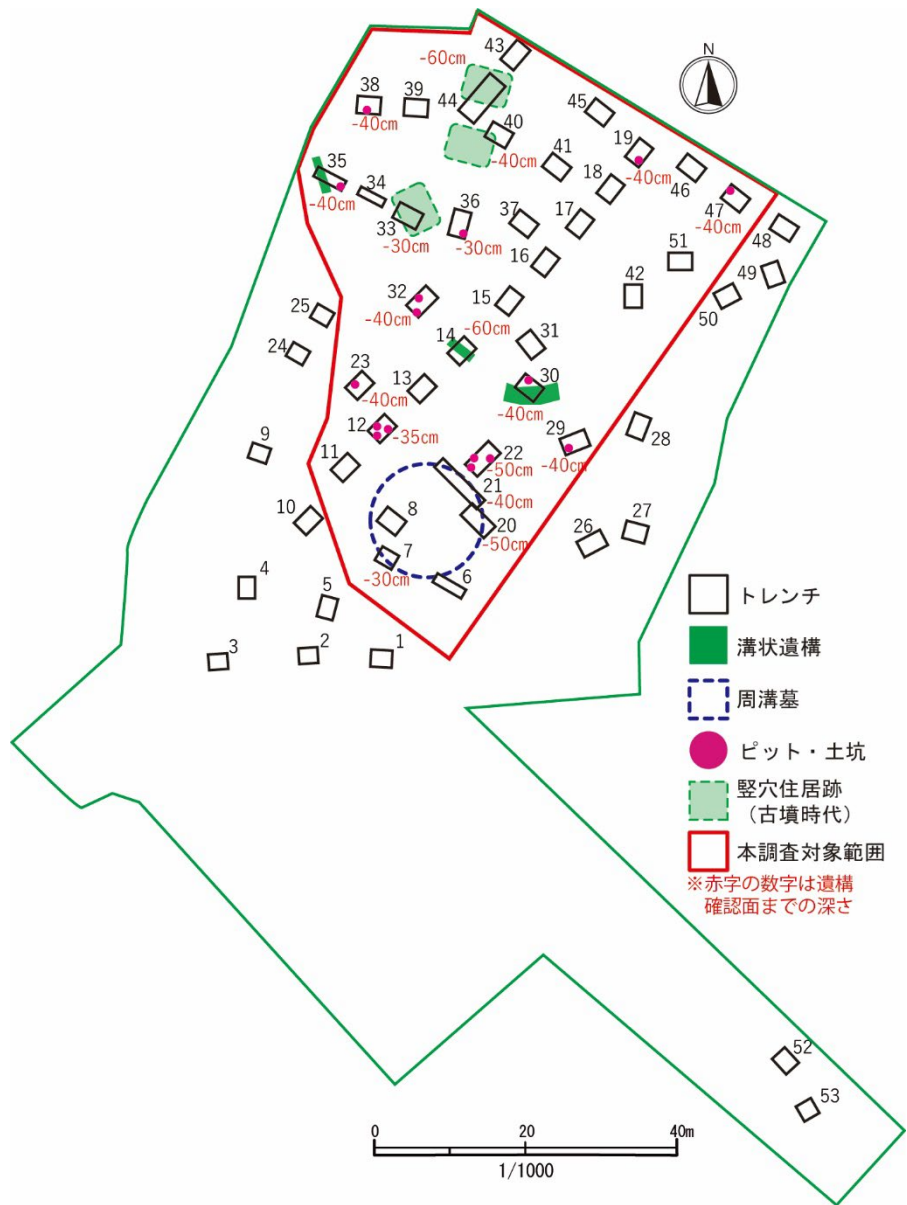 N
43
-60cm
38
39
44
45
-40cm
40
19
-40cm
41
18
-40cm
46
35
34
47
-40cm
-40cm
36
37
17
48
33
-30cm
-30cm
16
51
49
42
50
32
15
25
-40cm
-60cm
24
14
31
23
13
30
-40cm
-40cm
12
-35cm
29
28
9
11
22
-50cm
-40cm
21
-40cm
10
8
20
-50cm
27
26
7
-30cm
6
4
5
3
2
1
トレンチ
溝状遺構
周溝墓
ピット・土坑
竪穴住居跡
（古墳時代）
本調査対象範囲
※赤字の数字は遺構
確認面までの深さ
52
53
0 20 40m
1/1000